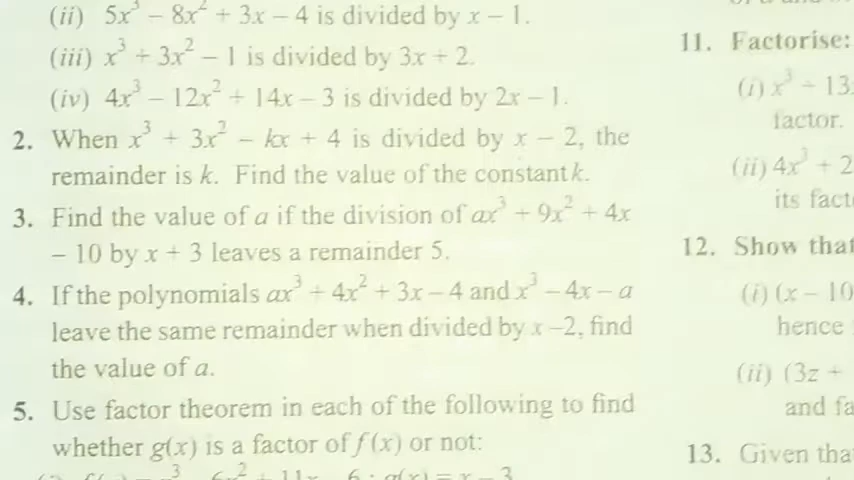 (ii) 5x³ − 8x² + 3x − 4 is divided by x − 1.
(iii) x³ + 3x² − 1 is divided by 3x + 2.
(iv) 4x³ − 12x² + 14x − 3 is divided by 2x − 1.
2. When x³ + 3x² − kx + 4 is divided by x − 2, the
remainder is k. Find the value of the constant k.
3. Find the value of a if the division of ax³ + 9x² + 4x
− 10 by x + 3 leaves a remainder 5.
4. If the polynomials ax³ + 4x² + 3x − 4 and x³ − 4x − a
leave the same remainder when divided by x −2, find
the value of a.
5. Use factor theorem in each of the following to find
whether g(x) is a factor of f(x) or not:
11. Factorise:
(i) x³ − 13
factor.
(ii) 4x³ + 2
its
12. Show that
(i) (x − 10
hence
(ii) (3z +
and
13. Given